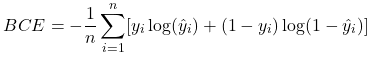 BCE = -\frac{1}{n} \sum_{i=1}^{n} [y_i \log(\hat{y}_i) + (1 - y_i) \log(1 - \hat{y}_i)]